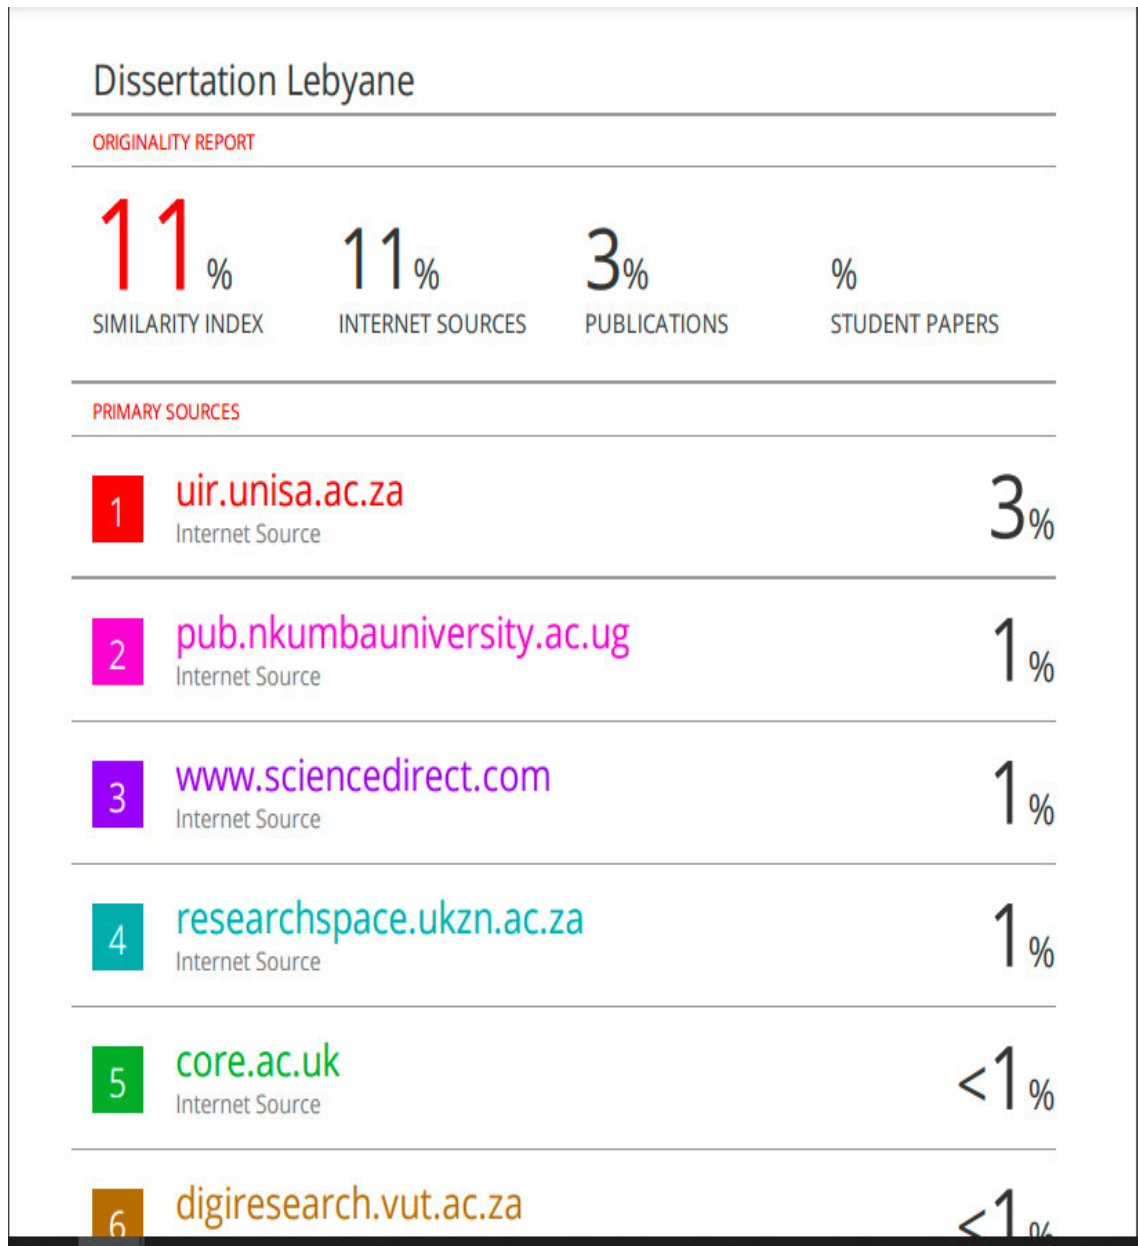 Dissertation Lebyane
ORIGINALITY REPORT
11% 11% 3% %
SIMILARITY INDEX INTERNET SOURCES PUBLICATIONS STUDENT PAPERS
PRIMARY SOURCES
1 uir.unisa.ac.za 3%
Internet Source
2 pub.nkumbauniversity.ac.ug 1%
Internet Source
3 www.sciencedirect.com 1%
Internet Source
4 researchspace.ukzn.ac.za 1%
Internet Source
5 core.ac.uk <1%
Internet Source
6 digiresearch.vut.ac.za <1%